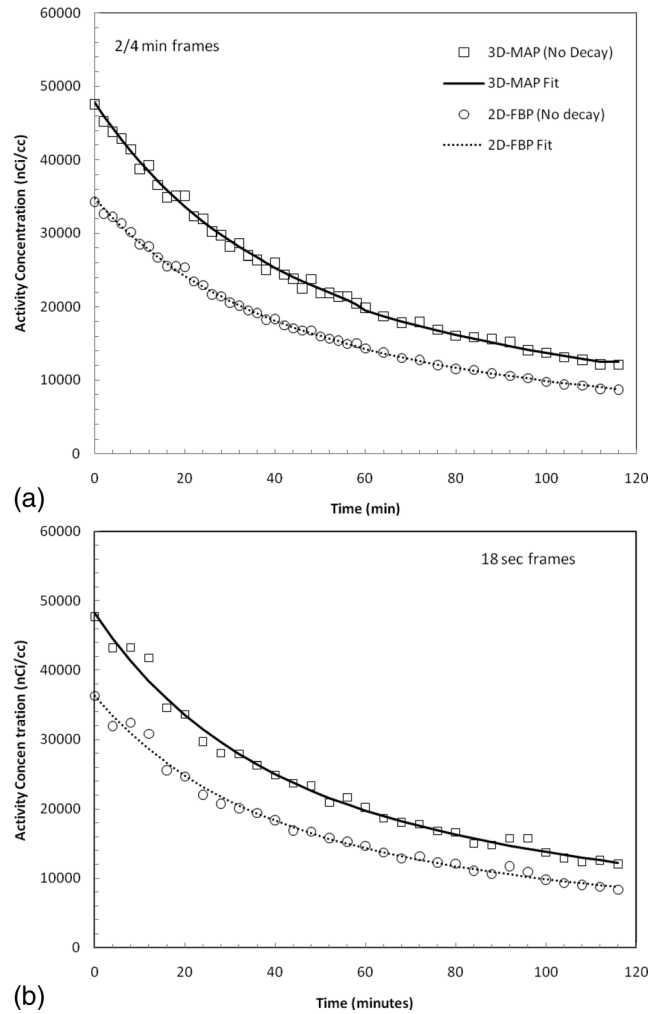 60000
2/4 min frames
3D-MAP (No Decay)
3D-MAP Fit
2D-FBP (No decay)
2D-FBP Fit
50000
40000
30000
20000
10000
0
Activity Concentration (nCi/cc)
0 20 40 60 80 100 120
Time (min)
(a)
60000
18 sec frames
50000
40000
30000
20000
10000
0
Activity Concen tration (nCi/cc)
0 20 40 60 80 100 120
Time (minutes)
(b)